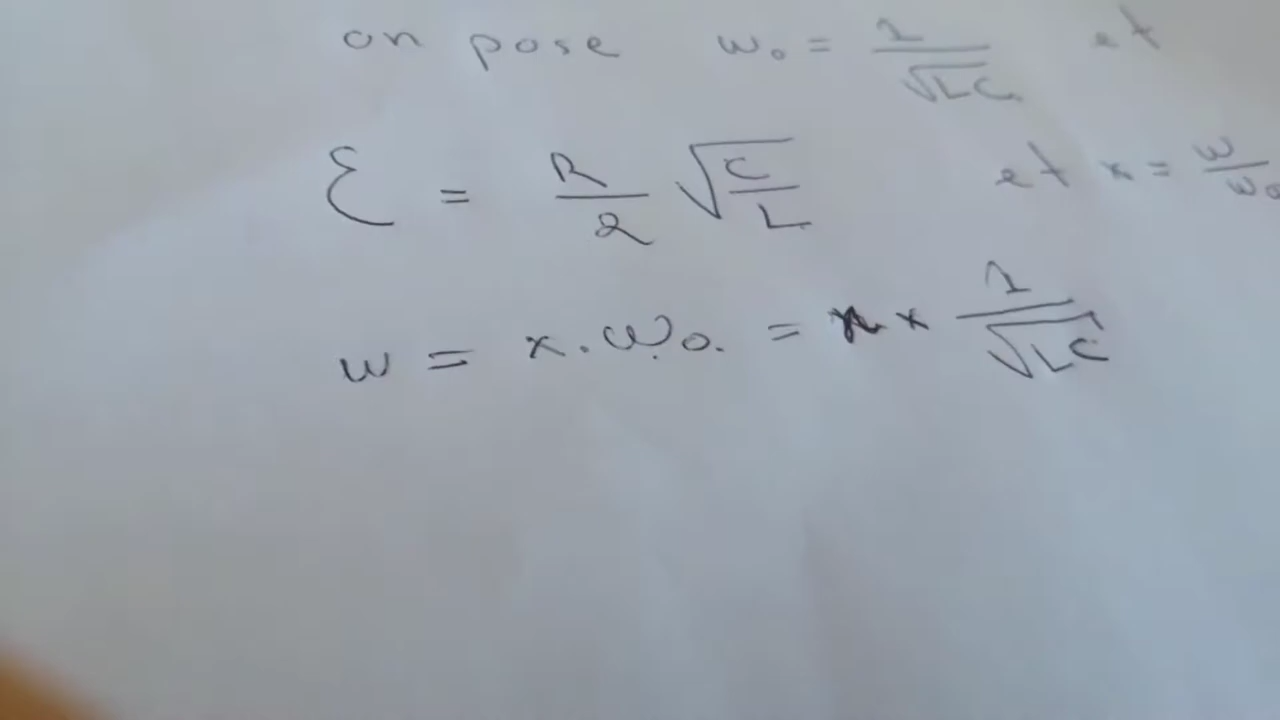 on pose ω₀ = 1/√LC et
ξ = R/2 √C/L et x = ω/ω₀
ω = x.ω₀. = x × 1/√LC